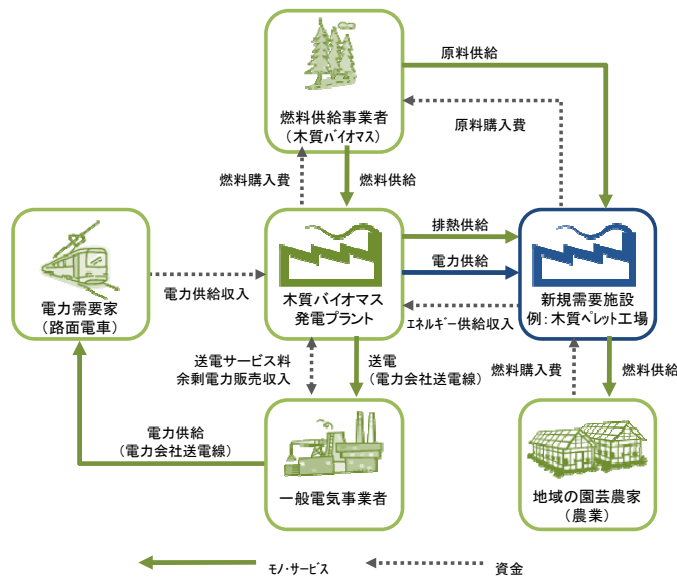 原料供給
燃料供給事業者
（木質バイオマス）
原料購入費
燃料購入費
燃料供給
排熱供給
電力供給
電力供給収入
木質バイオマス
発電プラント
新規需要施設
例：木質ペレット工場
電力需要家
（路面電車）
エネルギー供給収入
送電サービス料
余剰電力販売収入
送電
（電力会社送電線）
燃料購入費
燃料供給
電力供給
（電力会社送電線）
一般電気事業者
地域の園芸農家
（農業）
モノ・サービス
資金